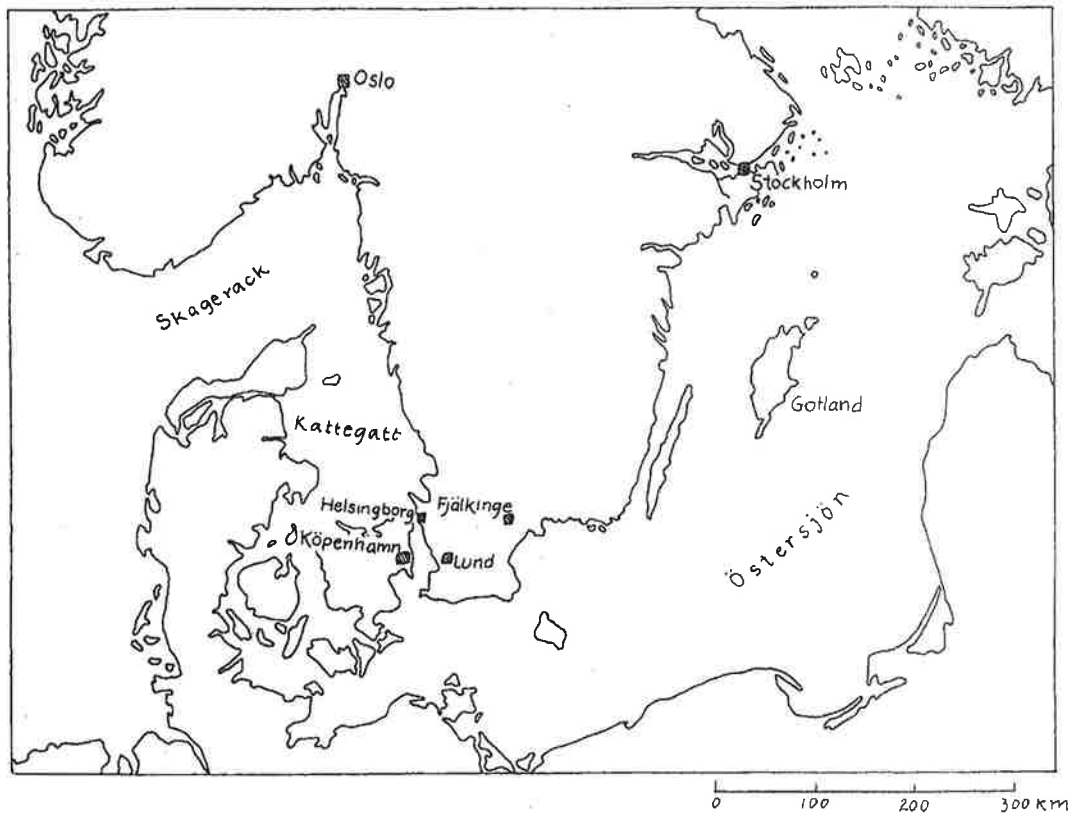 Oslo
Stockholm
Skagerack
Gotland
Kattegatt
Helsingborg
Fjälkinge
Köpenhamn
Lund
Östersjön
0 100 200 300 km